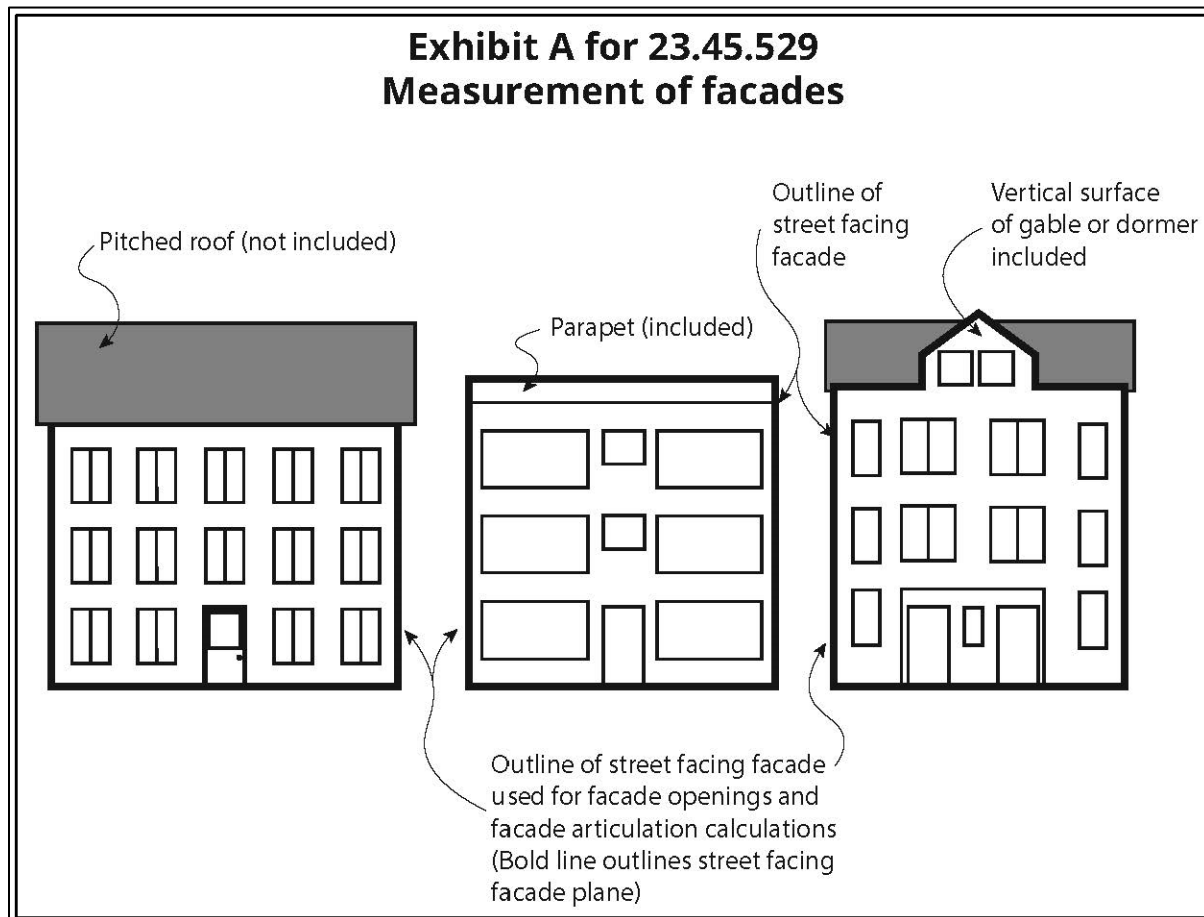 Exhibit A for 23.45.529
Measurement of facades
Pitched roof (not included)
Parapet (included)
Outline of
street facing
facade
Vertical surface
of gable or dormer
included
Outline of street facing facade
used for facade openings and
facade articulation calculations
(Bold line outlines street facing
facade plane)